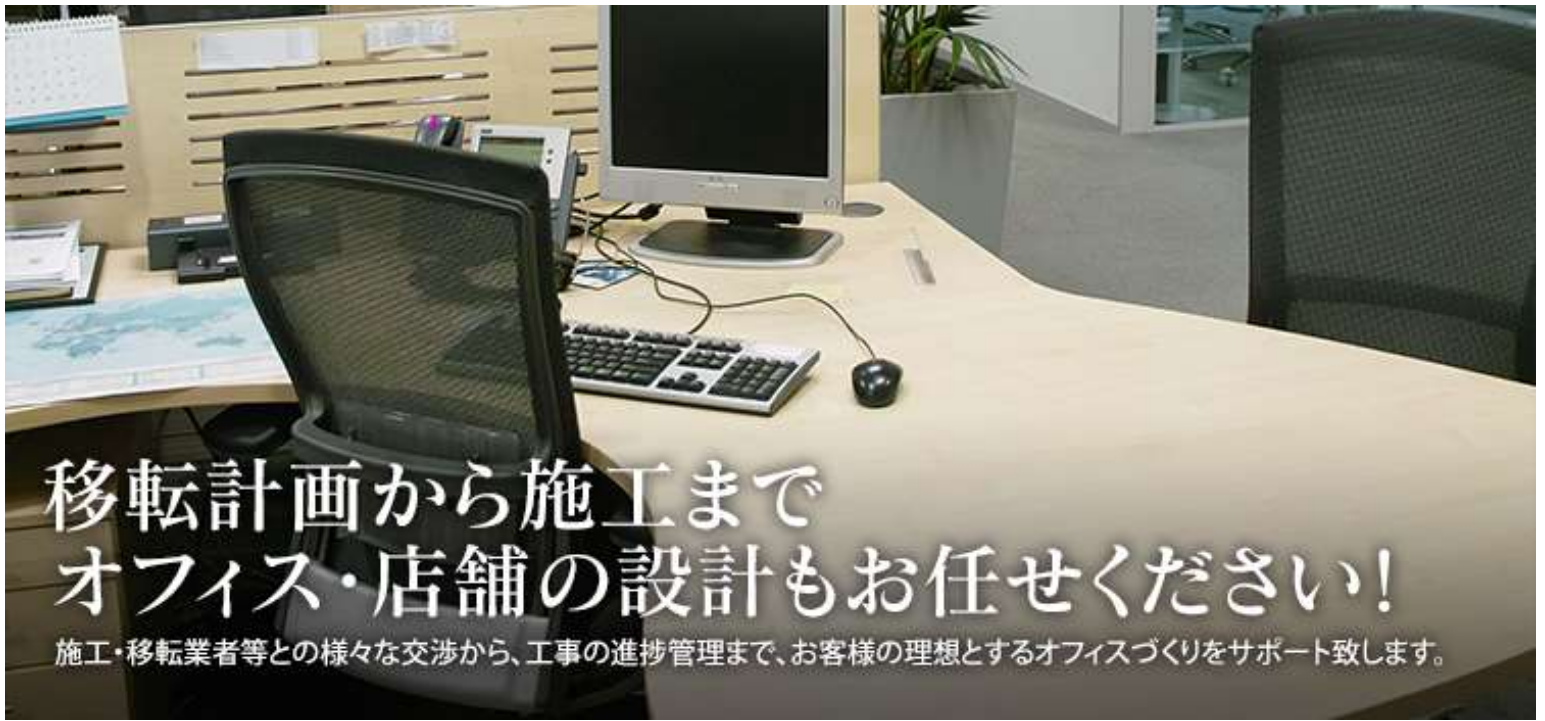 移転計画から施工まで
オフィス・店舗の設計もお任せください！
施工・移転業者等との様々な交渉から、工事の進捗管理まで、お客様の理想とするオフィスづくりをサポート致します。